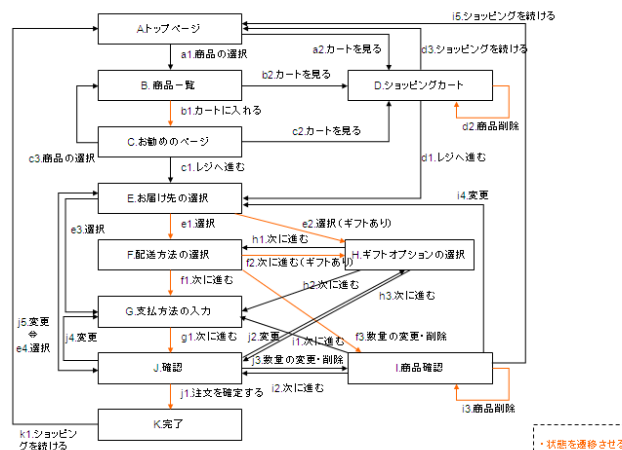 i5.ショッピングを続ける
A.トップページ
a1.商品の選択
a2.カートを見る
d3.ショッピングを続ける
B.商品一覧
b2.カートを見る
D.ショッピングカート
b1.カートに入れる
d2.商品削除
C.お勧めのページ
c2.カートを見る
c3.商品の選択
c1.レジへ進む
d1.レジへ進む
E.お届け先の選択
i4.変更
e3.選択
e1.選択
e2.選択(ギフトあり)
h1.次に進む
F.配送方法の選択
f2.次に進む(ギフトあり)
H.ギフトオプションの選択
f1.次に進む
h2.次に進む
h3.次に進む
G.支払方法の入力
j5.変更
⇔
e4.選択
j4.変更
g1.次に進む
j2.変更
i1.次に進む
f3.数量の変更・削除
j3.数量の変更・削除
J.確認
I.商品確認
i2.次に進む
j1.注文を確定する
i3.商品削除
K.完了
k1.ショッピン
グを続ける
・状態を遷移させる